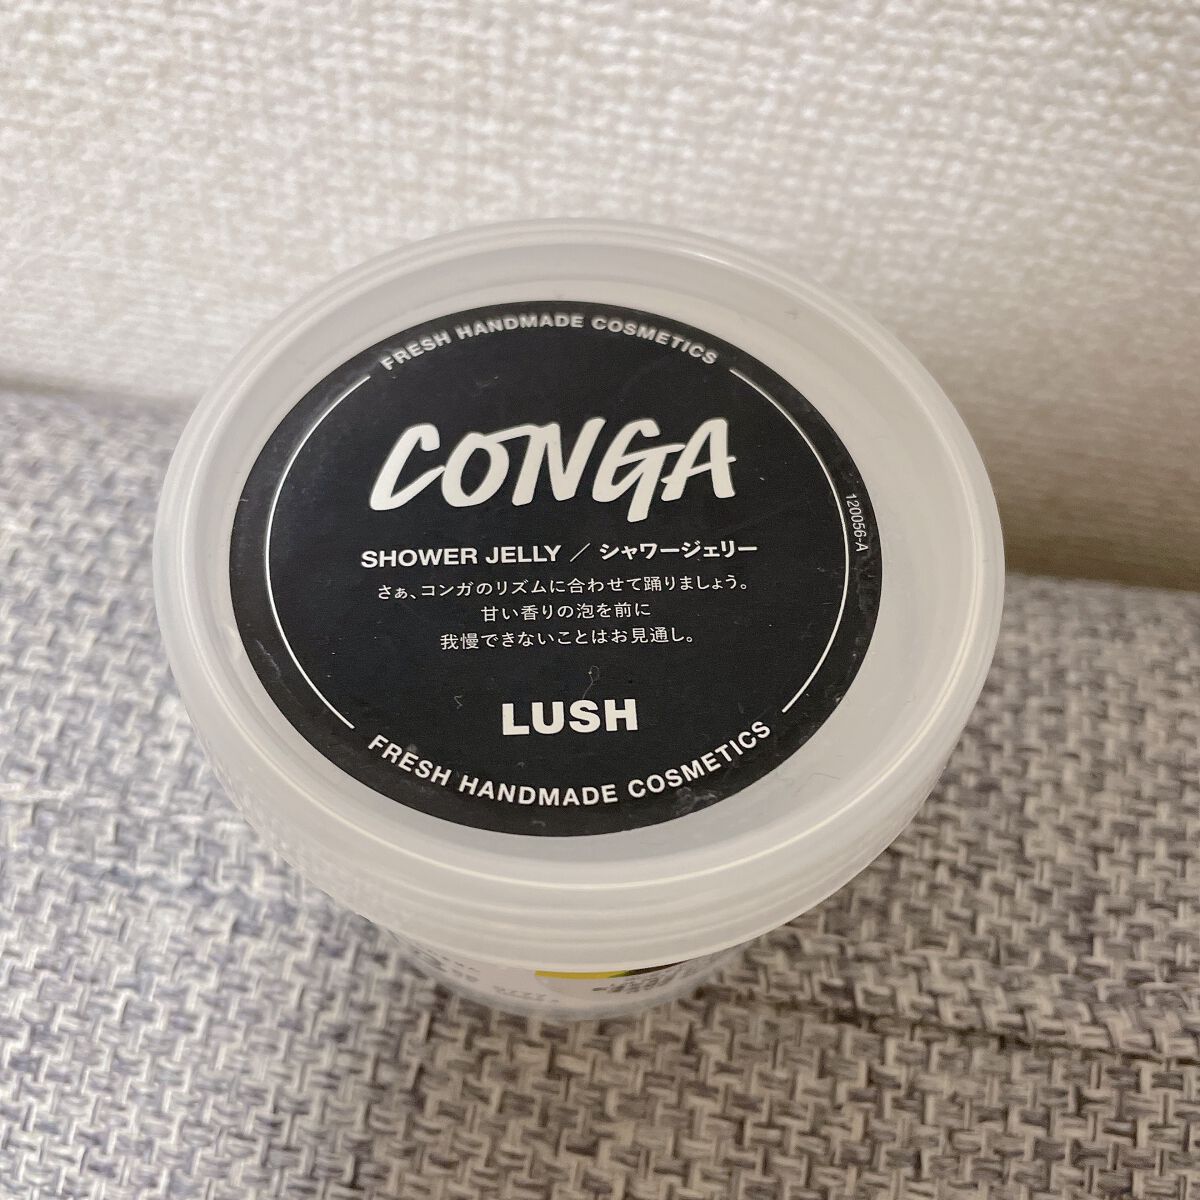 FRESH HANDMADE COSMETICS
CONGA
SHOWER JELLY／シャワージェリー
さぁ、コンガのリズムに合わせて踊りましょう。
甘い香りの泡を前に
我慢できないことはお見通し。
LUSH
FRESH HANDMADE COSMETICS
120056-A